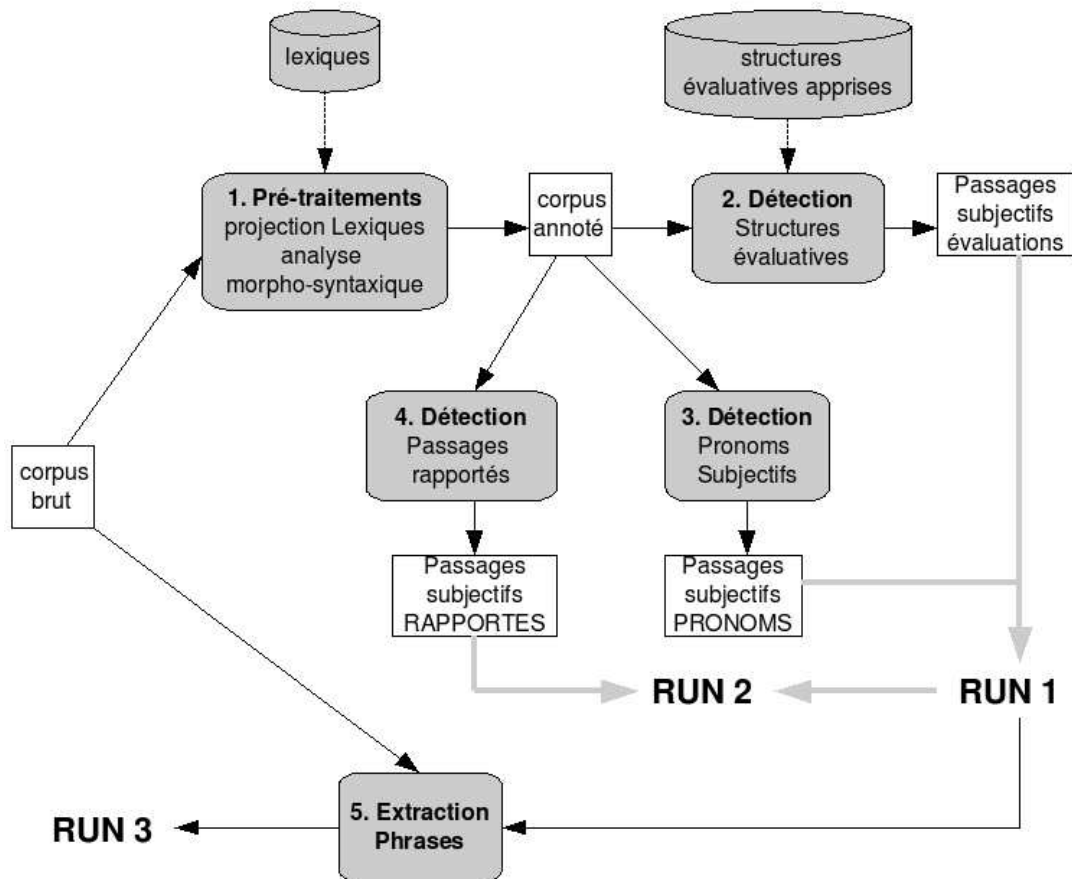 lexiques
structures
évaluatives apprises
1. Pré-traitements
projection Lexiques
analyse
morpho-syntaxique
corpus
annoté
2. Détection
Structures
évaluatives
Passages
subjectifs
évaluations
4. Détection
Passages
rapportés
3. Détection
Pronoms
Subjectifs
corpus
brut
Passages
subjectifs
RAPPORTES
Passages
subjectifs
PRONOMS
RUN 2
RUN 1
5. Extraction
Phrases
RUN 3